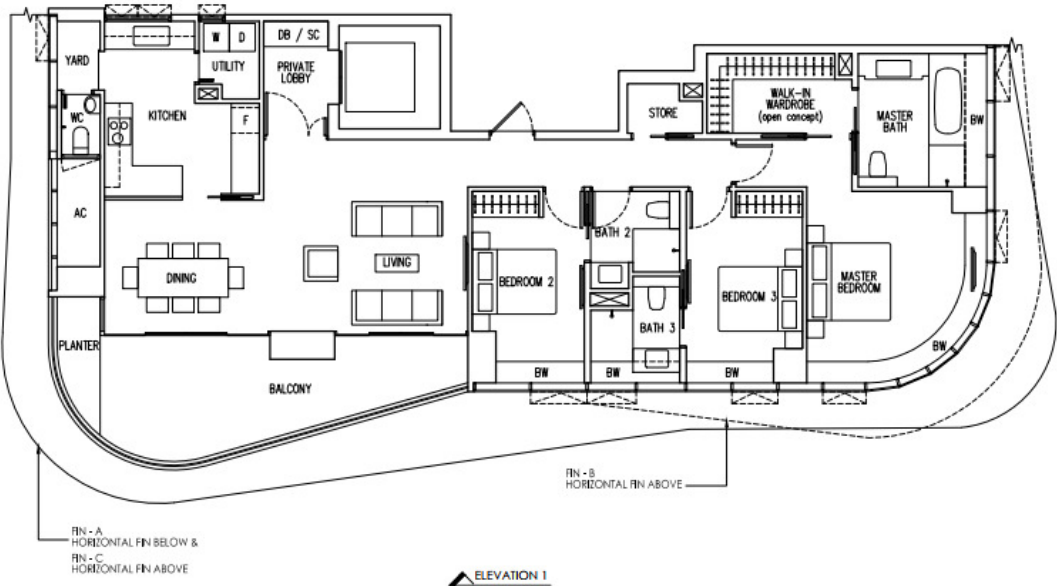 YARD
W
D
UTILITY
DB / SC
PRIVATE
LOBBY
WC
KITCHEN
F
STORE
WALK-IN
WARDROBE
(open concept)
MASTER
BATH
BW
AC
DINING
LIVING
BEDROOM 2
BATH 2
BATH 3
BEDROOM 3
MASTER
BEDROOM
PLANTER
BALCONY
BW
BW
BW
BW
FIN - A
HORIZONTAL FIN BELOW &
FIN - C
HORIZONTAL FIN ABOVE
FIN - B
HORIZONTAL FIN ABOVE
ELEVATION 1